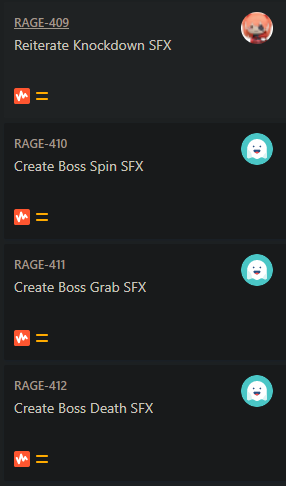 RAGE-409
Reiterate Knockdown SFX
RAGE-410
Create Boss Spin SFX
RAGE-411
Create Boss Grab SFX
RAGE-412
Create Boss Death SFX